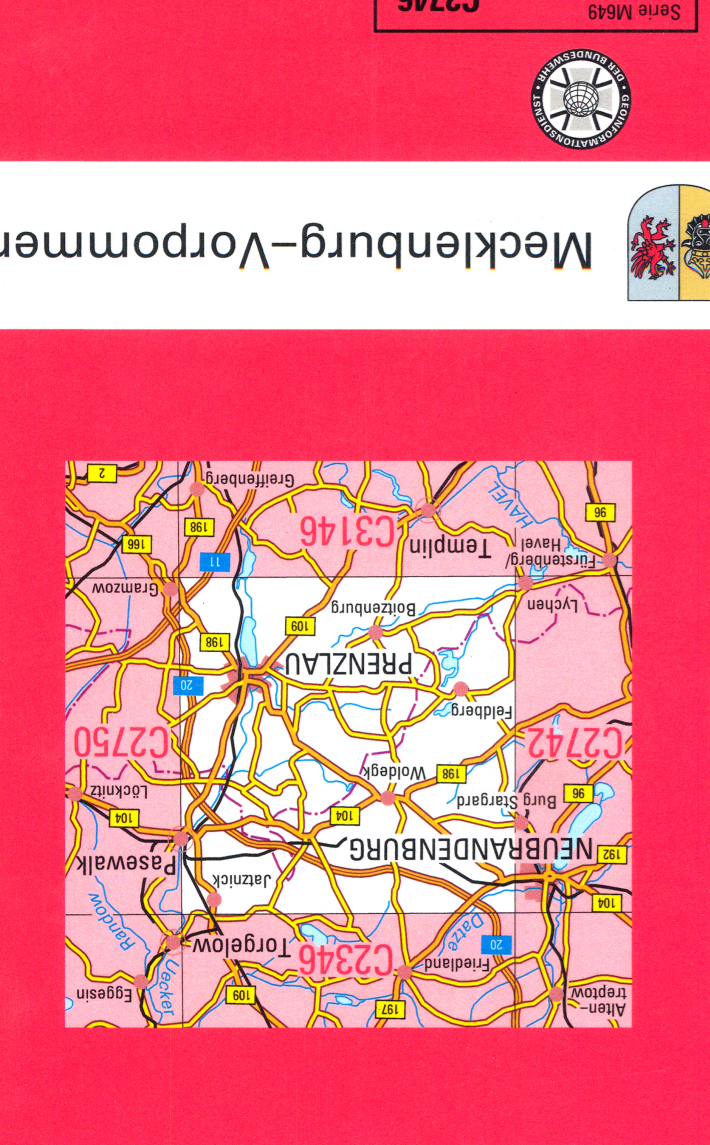 Alten-
treptow
197
109
Eggesin
Uecker
Friedland
20
Datze
C2346
Torgelow
Randow
104
192
NEUBRANDENBURG
Jatznick
Pasewalk
Burg Stargard
96
104
104
Löcknitz
Woldegk
198
C2742
C2750
Feldberg
20
PRENZLAU
198
109
Boitzenburg
Lychen
Gramzow
Fürstenberg/
Havel
Templin
C3146
11
166
96
HAVEL
198
Greiffenberg
2
Mecklenburg–Vorpommer
GEOINFORMATIONSDIENST • DER BUNDESWEHR •
Serie M649
C2746